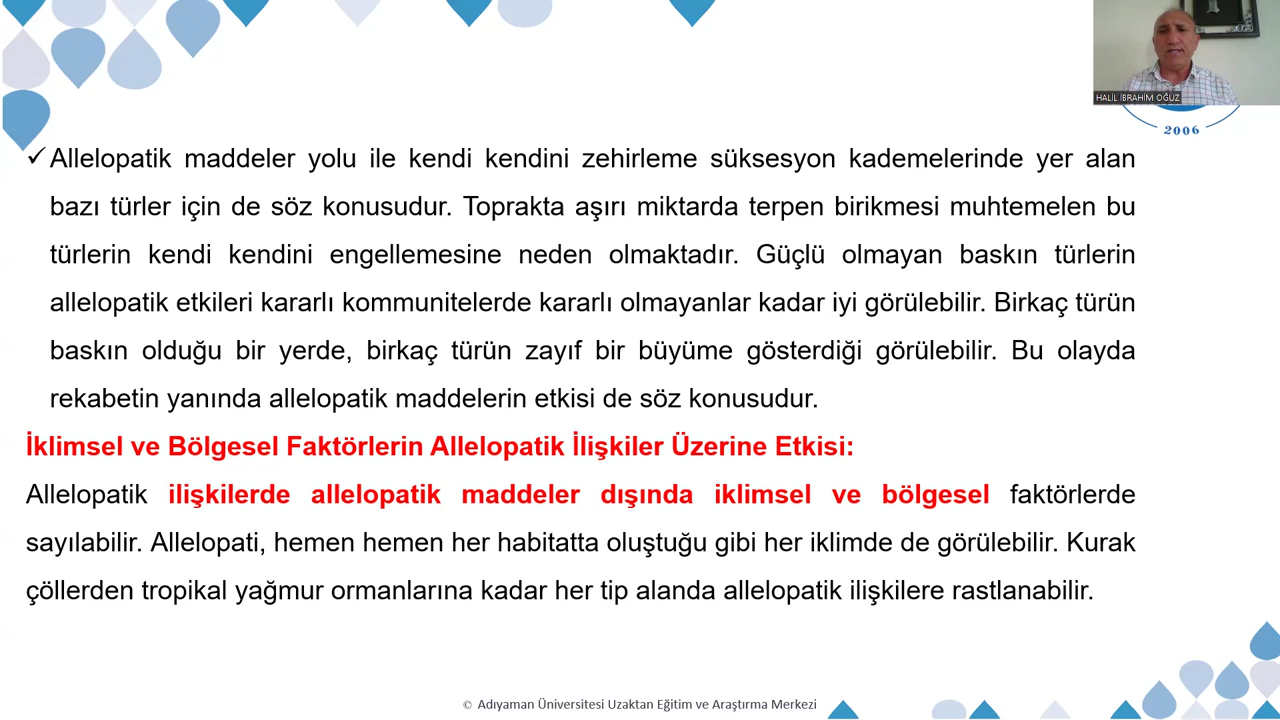 HALİL İBRAHİM OĞUZ
2006
✓Allelopatik maddeler yolu ile kendi kendini zehirleme süksesyon kademelerinde yer alan
bazı türler için de söz konusudur. Toprakta aşırı miktarda terpen birikmesi muhtemelen bu
türlerin kendi kendini engellemesine neden olmaktadır. Güçlü olmayan baskın türlerin
allelopatik etkileri kararlı kommunitelerde kararlı olmayanlar kadar iyi görülebilir. Birkaç türün
baskın olduğu bir yerde, birkaç türün zayıf bir büyüme gösterdiği görülebilir. Bu olayda
rekabetin yanında allelopatik maddelerin etkisi de söz konusudur.
İklimsel ve Bölgesel Faktörlerin Allelopatik İlişkiler Üzerine Etkisi:
Allelopatik ilişkilerde allelopatik maddeler dışında iklimsel ve bölgesel faktörlerde
sayılabilir. Allelopati, hemen hemen her habitatta oluştuğu gibi her iklimde de görülebilir. Kurak
çöllerden tropikal yağmur ormanlarına kadar her tip alanda allelopatik ilişkilere rastlanabilir.
© Adıyaman Üniversitesi Uzaktan Eğitim ve Araştırma Merkezi